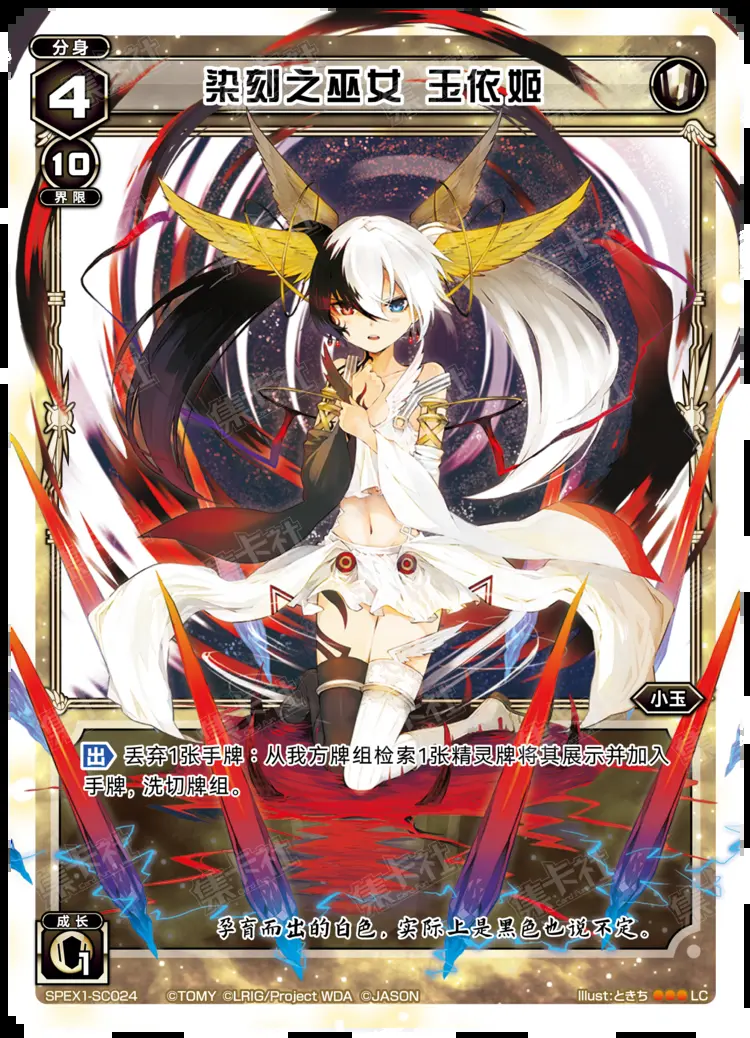 分身
4
染刻之巫女 玉依姬
10
界限
小玉
出 丢弃1张手牌：从我方牌组检索1张精灵牌将其展示并加入
手牌，洗切牌组。
孕育而出的白色，实际上是黑色也说不定。
成长
1
SPEX1-SC024 ©TOMY ©LRIG/Project WDA ©JASON Illust:ときち LC
集卡社